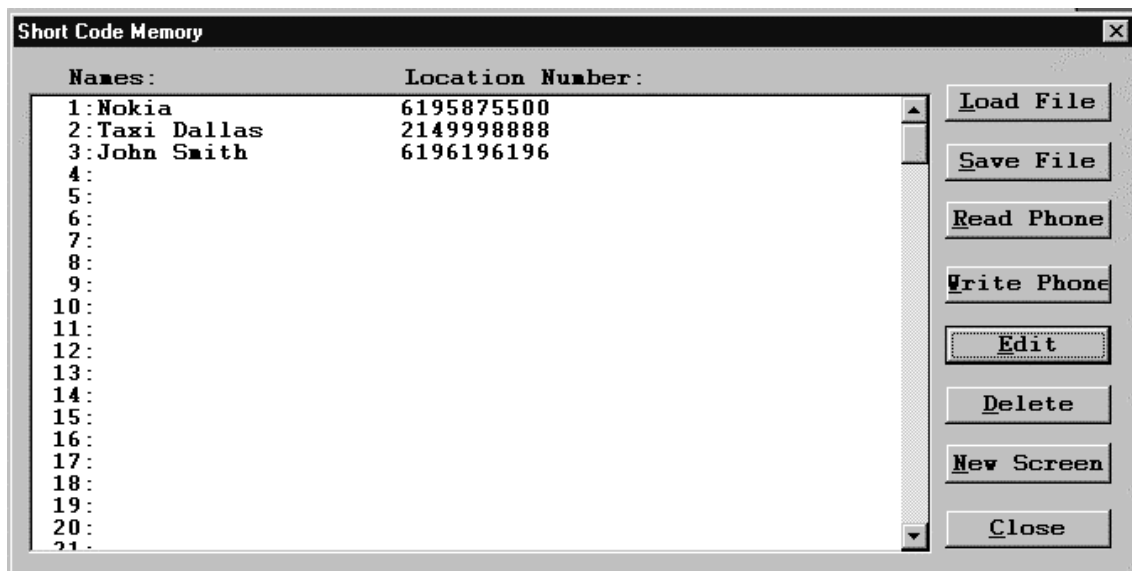 Short Code Memory
Names: Location Number:
1:Nokia 6195875500
2:Taxi Dallas 2149998888
3:John Smith 6196196196
4:
5:
6:
7:
8:
9:
10:
11:
12:
13:
14:
15:
16:
17:
18:
19:
20:
21:
Load File
Save File
Read Phone
Write Phone
Edit
Delete
New Screen
Close